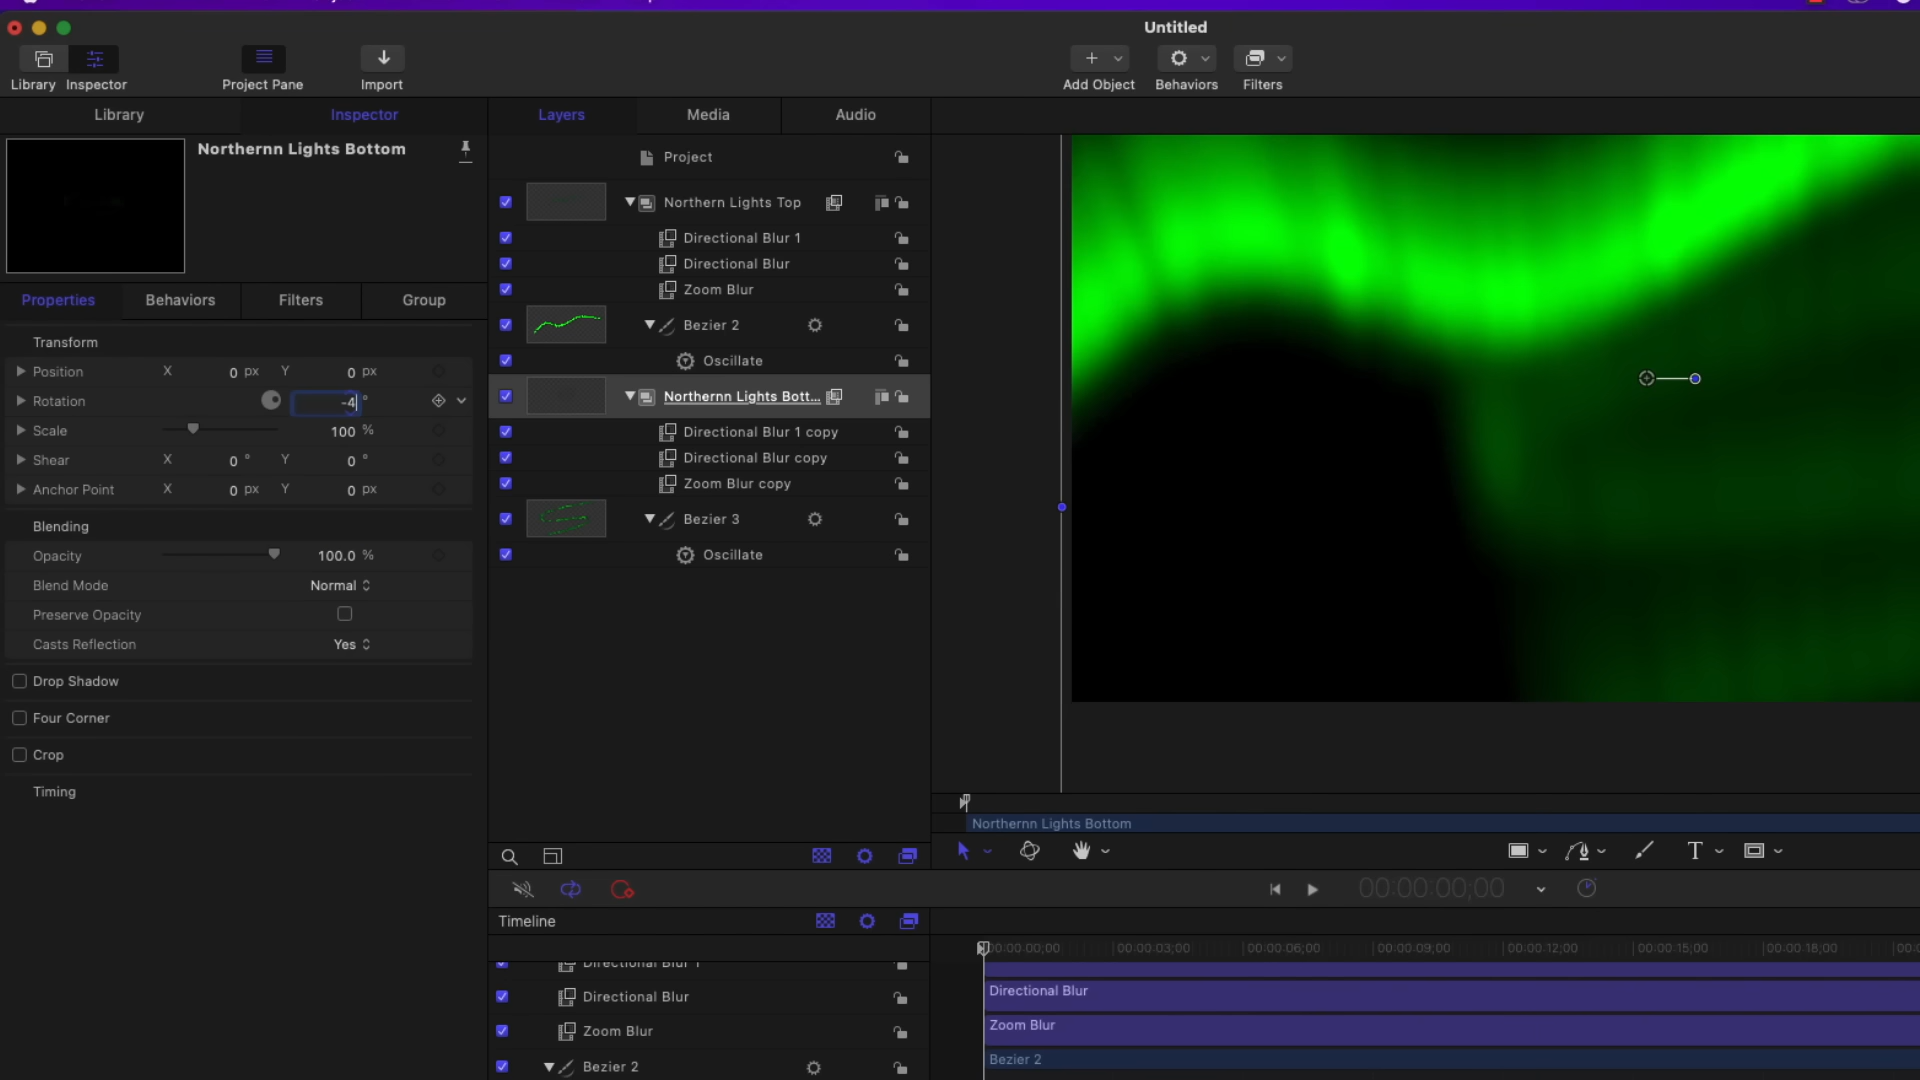 Untitled
Library
Inspector
Project Pane
Import
Add Object
Behaviors
Filters
Library
Inspector
Layers
Media
Audio
Northernn Lights Bottom
Project
Northern Lights Top
Directional Blur 1
Directional Blur
Zoom Blur
Properties
Behaviors
Filters
Group
Bezier 2
Transform
Oscillate
Position X 0 px Y 0 px
Rotation -4 °
Northernn Lights Bott...
Scale 100 %
Directional Blur 1 copy
Shear X 0 ° Y 0 °
Directional Blur copy
Anchor Point X 0 px Y 0 px
Zoom Blur copy
Blending
Bezier 3
Opacity 100.0 %
Oscillate
Blend Mode Normal
Preserve Opacity
Casts Reflection Yes
Drop Shadow
Four Corner
Crop
Timing
Northernn Lights Bottom
T
00:00:00;00
Timeline
00:00:00;00 00:00:03;00 00:00:06;00 00:00:09;00 00:00:12;00 00:00:15;00 00:00:18;00
Directional Blur 1
Directional Blur
Directional Blur
Zoom Blur
Zoom Blur
Bezier 2
Bezier 2